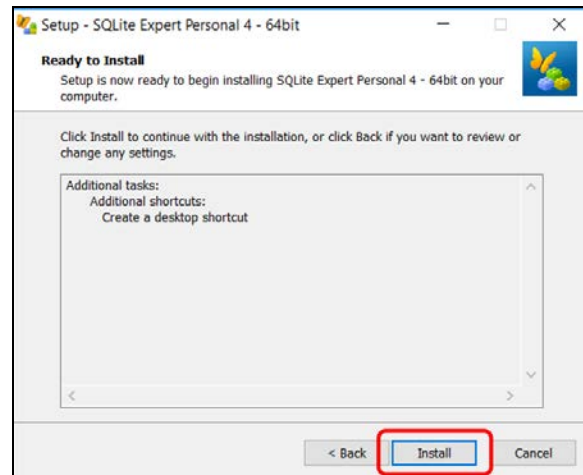 Setup - SQLite Expert Personal 4 - 64bit
Ready to Install
Setup is now ready to begin installing SQLite Expert Personal 4 - 64bit on your
computer.
Click Install to continue with the installation, or click Back if you want to review or
change any settings.
Additional tasks:
Additional shortcuts:
Create a desktop shortcut
< Back
Install
Cancel